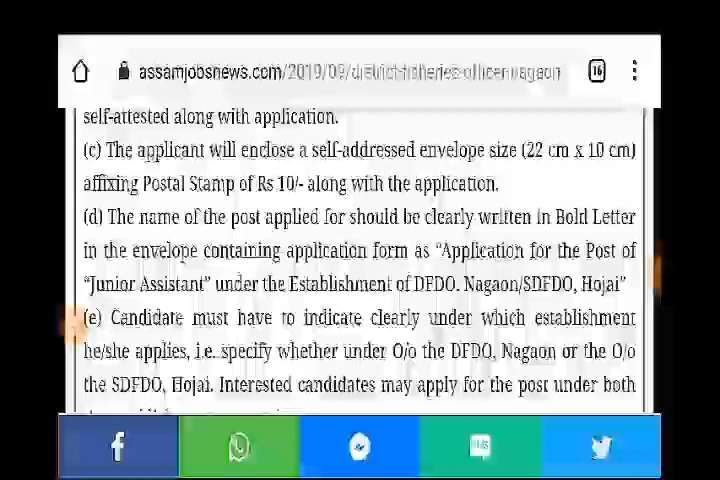 assamjobsnews.com/2019/09/district-fisheries-officer-nagaon
16
self-attested along with application.
(c) The applicant will enclose a self-addressed envelope size (22 cm x 10 cm)
affixing Postal Stamp of Rs 10/- along with the application.
(d) The name of the post applied for should be clearly written in Bold Letter
in the envelope containing application form as “Application for the Post of
“Junior Assistant” under the Establishment of DFDO. Nagaon/SDFDO, Hojai”
(e) Candidate must have to indicate clearly under which establishment
he/she applies, i.e. specify whether under O/o the DFDO, Nagaon or the O/o
the SDFDO, Hojai. Interested candidates may apply for the post under both